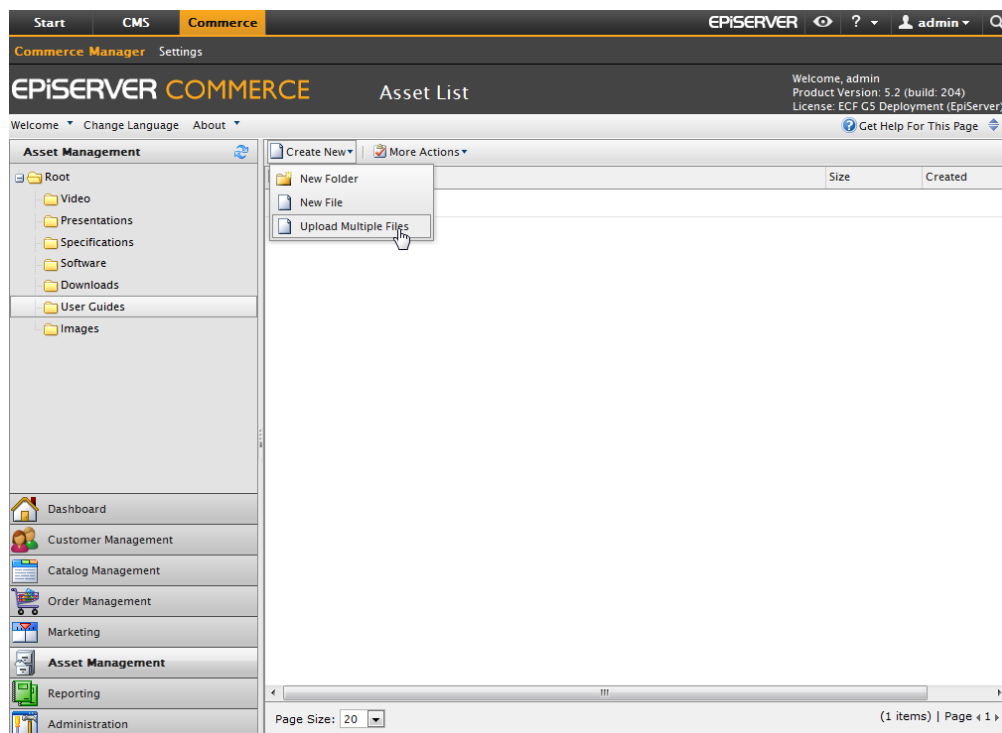 Start CMS Commerce EPiSERVER ? admin
Commerce Manager Settings
EPiSERVER COMMERCE Asset List
Welcome, admin
Product Version: 5.2 (build: 204)
License: ECF G5 Deployment (EpiServer)
Welcome Change Language About Get Help For This Page
Asset Management Create New More Actions
Root
Video
Presentations
Specifications
Software
Downloads
User Guides
Images
New Folder
New File
Upload Multiple Files
Size Created
Dashboard
Customer Management
Catalog Management
Order Management
Marketing
Asset Management
Reporting
Administration
Page Size: 20 (1 items) | Page 1